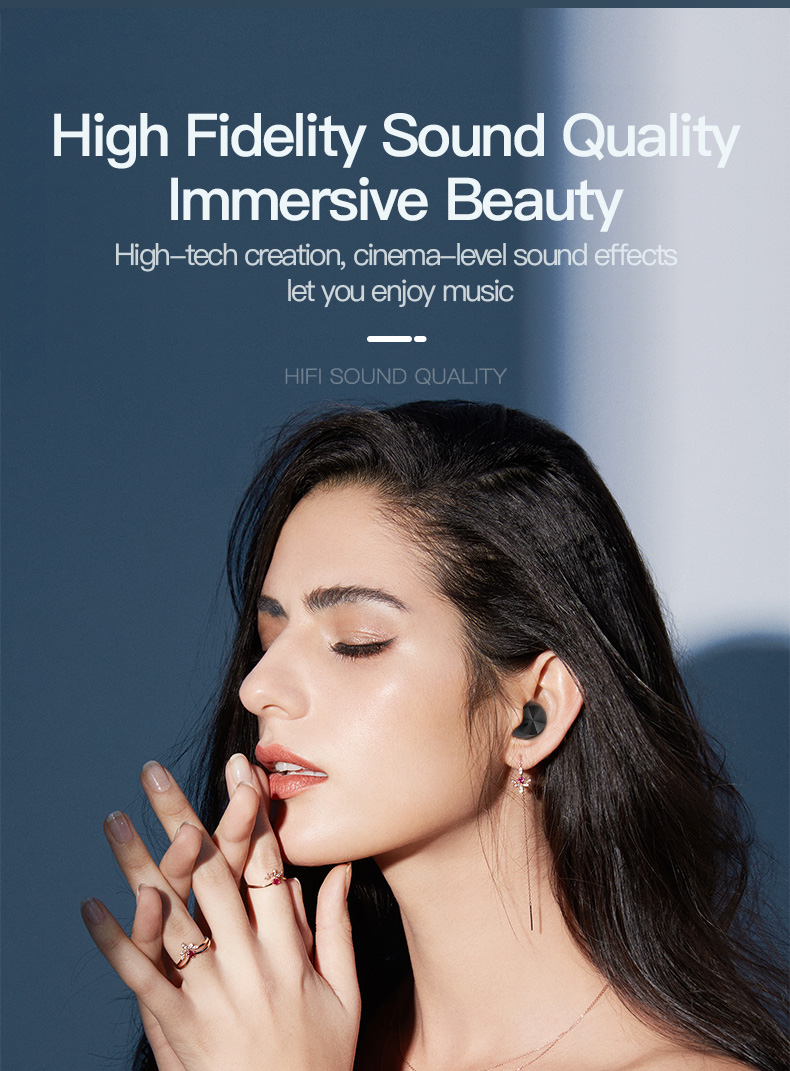 High Fidelity Sound Quality
Immersive Beauty
High-tech creation, cinema-level sound effects
let you enjoy music
HIFI SOUND QUALITY